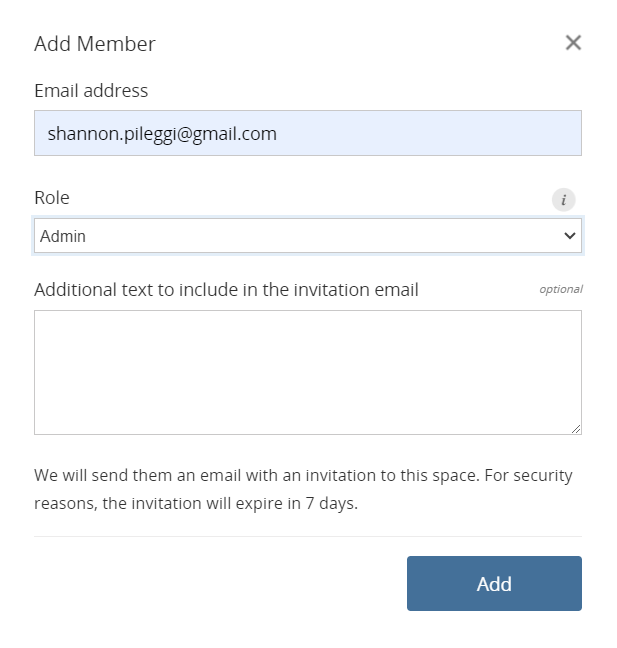 Add Member
Email address
shannon.pileggi@gmail.com
Role
i
Admin
Additional text to include in the invitation email optional
We will send them an email with an invitation to this space. For security
reasons, the invitation will expire in 7 days.
Add